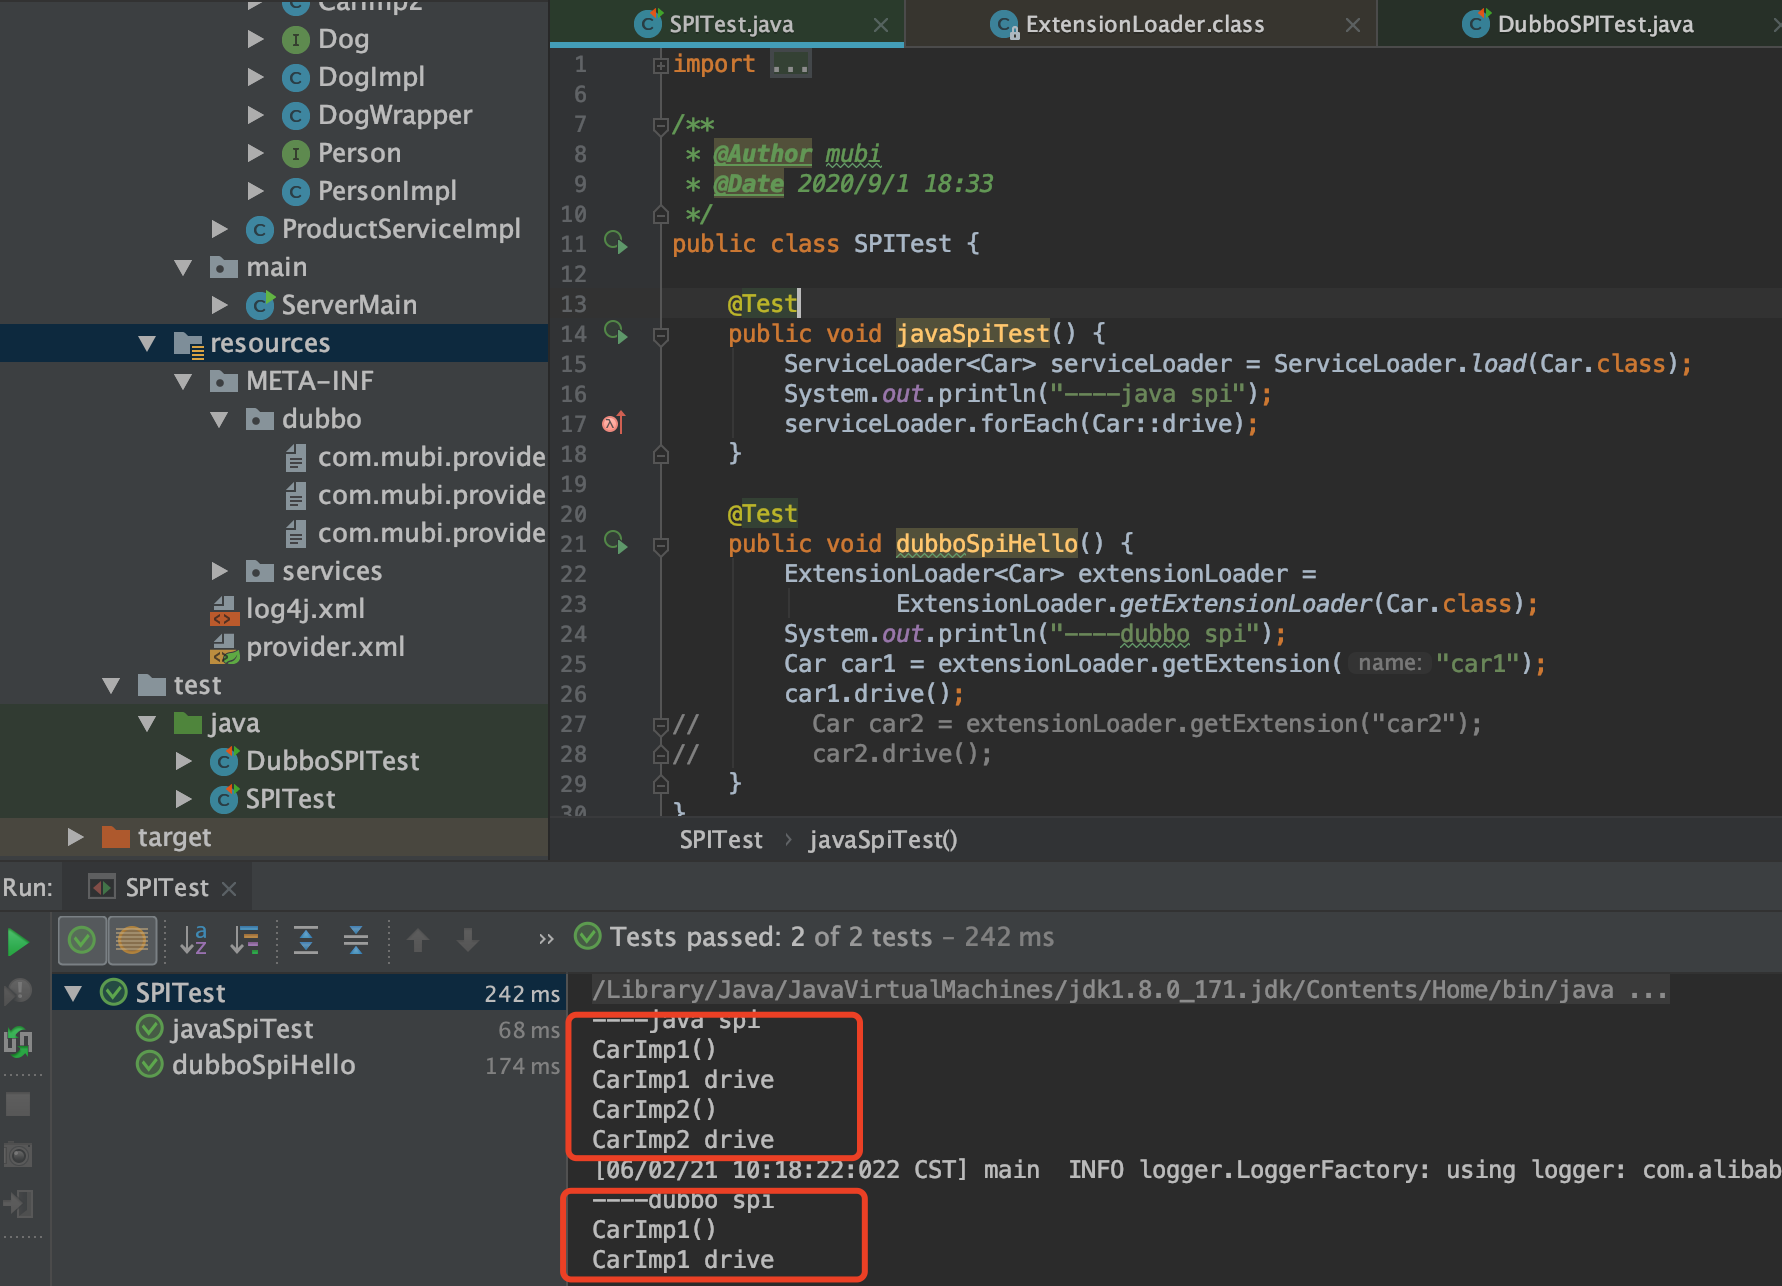 CarImp2
Dog
DogImpl
DogWrapper
Person
PersonImpl
ProductServiceImpl
main
ServerMain
resources
META-INF
dubbo
com.mubi.provide
com.mubi.provide
com.mubi.provide
services
log4j.xml
provider.xml
test
java
DubboSPITest
SPITest
target
SPITest.java
ExtensionLoader.class
DubboSPITest.java
1 import ...
6
7 /**
8 * @Author mubi
9 * @Date 2020/9/1 18:33
10 */
11 public class SPITest {
12
13 @Test
14 public void javaSpiTest() {
15 ServiceLoader<Car> serviceLoader = ServiceLoader.load(Car.class);
16 System.out.println("----java spi");
17 serviceLoader.forEach(Car::drive);
18 }
19
20 @Test
21 public void dubboSpiHello() {
22 ExtensionLoader<Car> extensionLoader =
23 ExtensionLoader.getExtensionLoader(Car.class);
24 System.out.println("----dubbo spi");
25 Car car1 = extensionLoader.getExtension( name: "car1");
26 car1.drive();
27 // Car car2 = extensionLoader.getExtension("car2");
28 // car2.drive();
29 }
30 }
SPITest › javaSpiTest()
Run: SPITest
» Tests passed: 2 of 2 tests – 242 ms
SPITest 242 ms
javaSpiTest 68 ms
dubboSpiHello 174 ms
/Library/Java/JavaVirtualMachines/jdk1.8.0_171.jdk/Contents/Home/bin/java ...
----java spi
CarImp1()
CarImp1 drive
CarImp2()
CarImp2 drive
[06/02/21 10:18:22:022 CST] main INFO logger.LoggerFactory: using logger: com.alibab
----dubbo spi
CarImp1()
CarImp1 drive